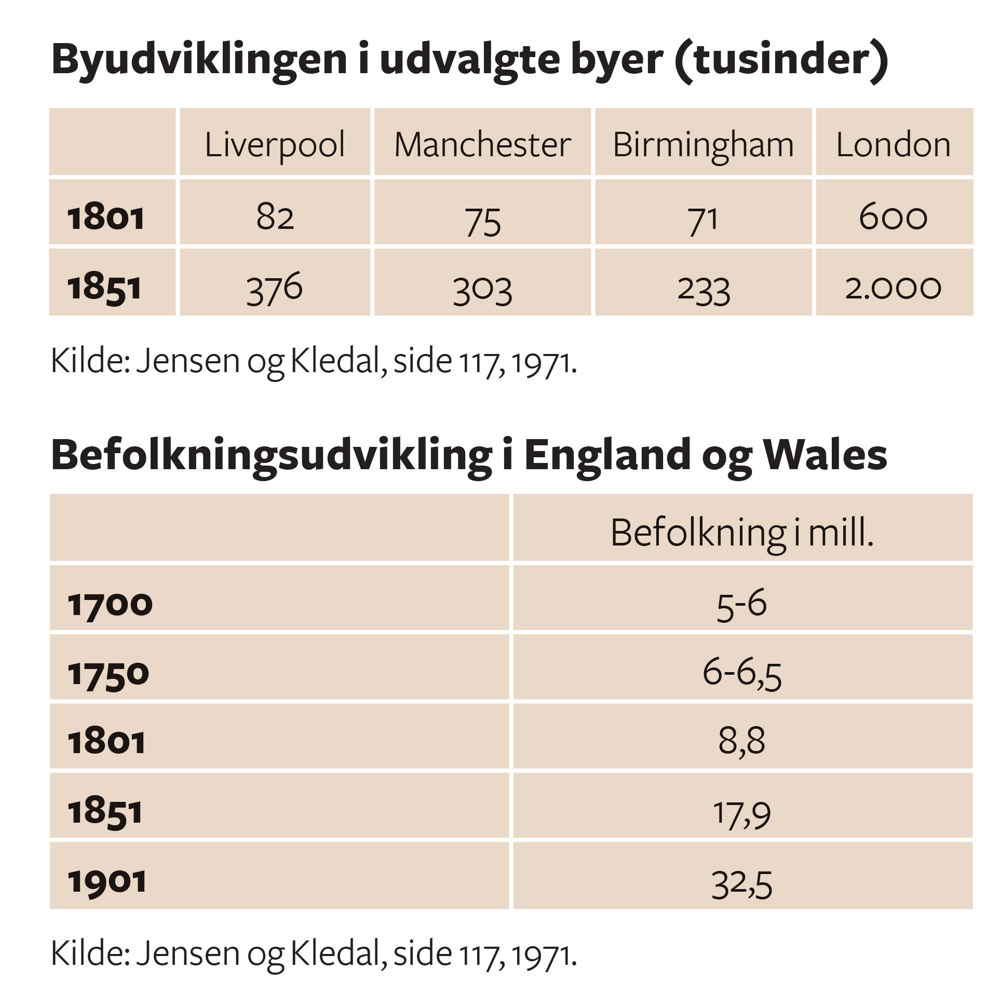 Byudviklingen i udvalgte byer (tusinder)
Liverpool Manchester Birmingham London
1801 82 75 71 600
1851 376 303 233 2.000
Kilde: Jensen og Kledal, side 117, 1971.
Befolkningsudvikling i England og Wales
Befolkning i mill.
1700 5-6
1750 6-6,5
1801 8,8
1851 17,9
1901 32,5
Kilde: Jensen og Kledal, side 117, 1971.